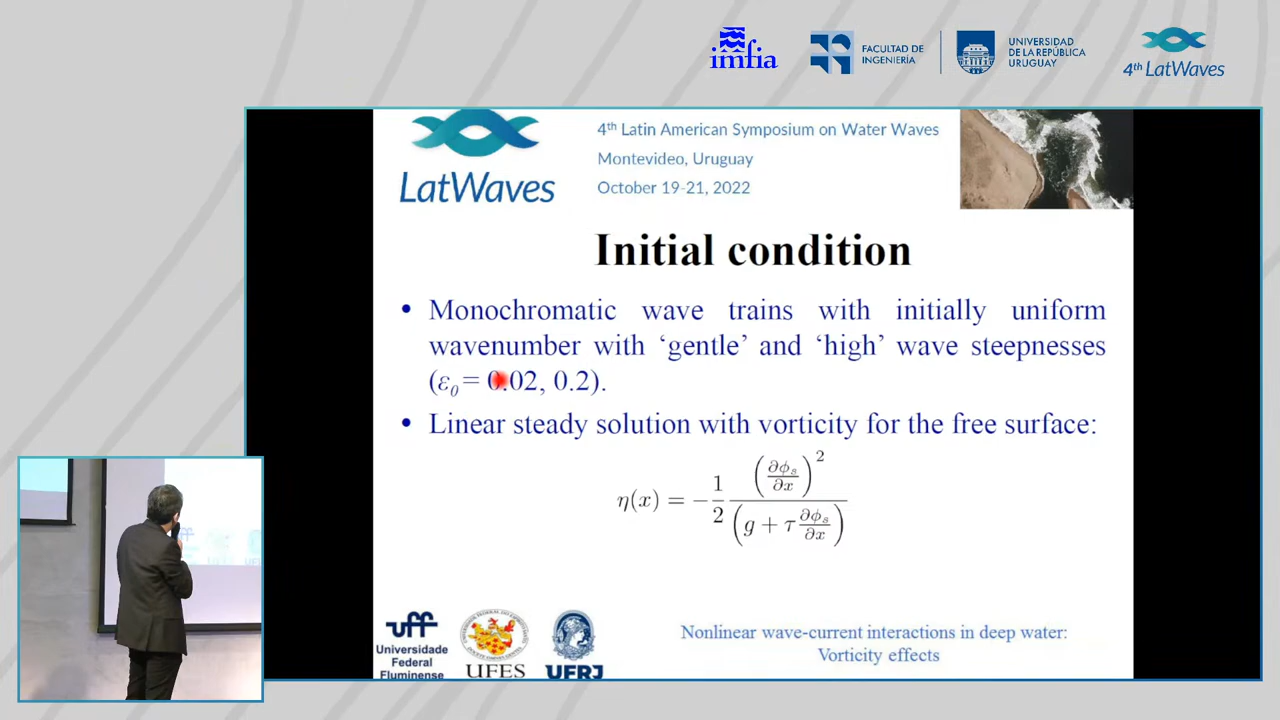 imfia
FACULTAD DE
INGENIERÍA
UNIVERSIDAD
DE LA REPÚBLICA
URUGUAY
4th LatWaves
LatWaves
4th Latin American Symposium on Water Waves
Montevideo, Uruguay
October 19-21, 2022
Initial condition
• Monochromatic wave trains with initially uniform
wavenumber with ‘gentle’ and ‘high’ wave steepnesses
(ε₀ = 0.02, 0.2).
• Linear steady solution with vorticity for the free surface:
η(x) = −1/2 (∂ϕₛ/∂x)² / (g + τ ∂ϕₛ/∂x)
uff
Universidade
Federal
Fluminense
UFES
UFRJ
Nonlinear wave-current interactions in deep water:
Vorticity effects